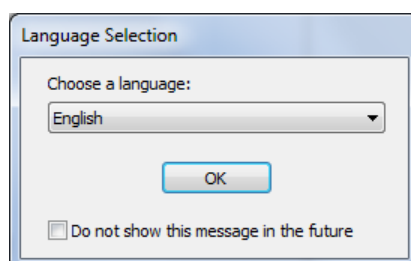 Language Selection
Choose a language:
English
OK
Do not show this message in the future